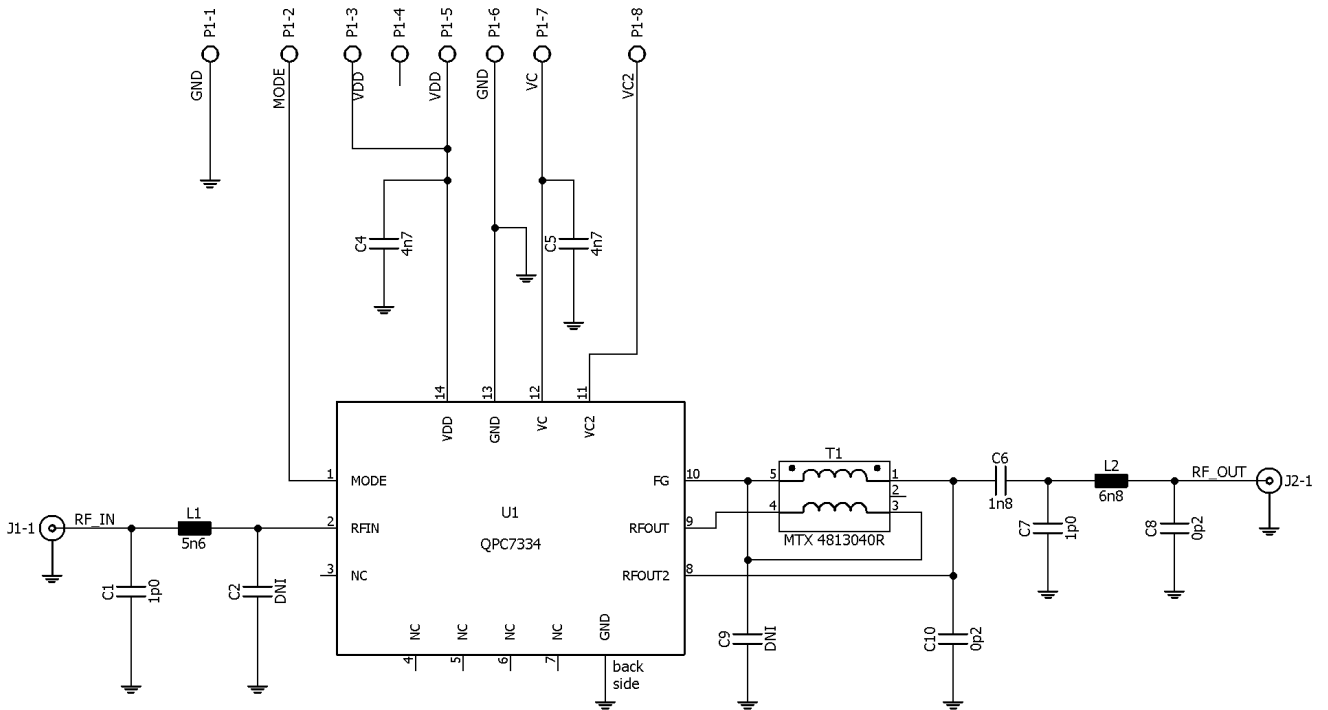 P1-1
P1-2
P1-3
P1-4
P1-5
P1-6
P1-7
P1-8
GND
MODE
VDD
VDD
GND
VC
VC2
C4
4n7
C5
4n7
14
13
12
11
VDD
GND
VC
VC2
1
MODE
2
RFIN
3
NC
U1
QPC7334
FG
10
RFOUT
9
RFOUT2
8
NC
NC
NC
NC
GND
4
5
6
7
back
side
J1-1
RF_IN
L1
5n6
C1
1p0
C2
DNI
T1
5
4
1
2
3
MTX 4813040R
C9
DNI
C10
0p2
C6
1n8
C7
1p0
L2
6n8
C8
0p2
RF_OUT
J2-1